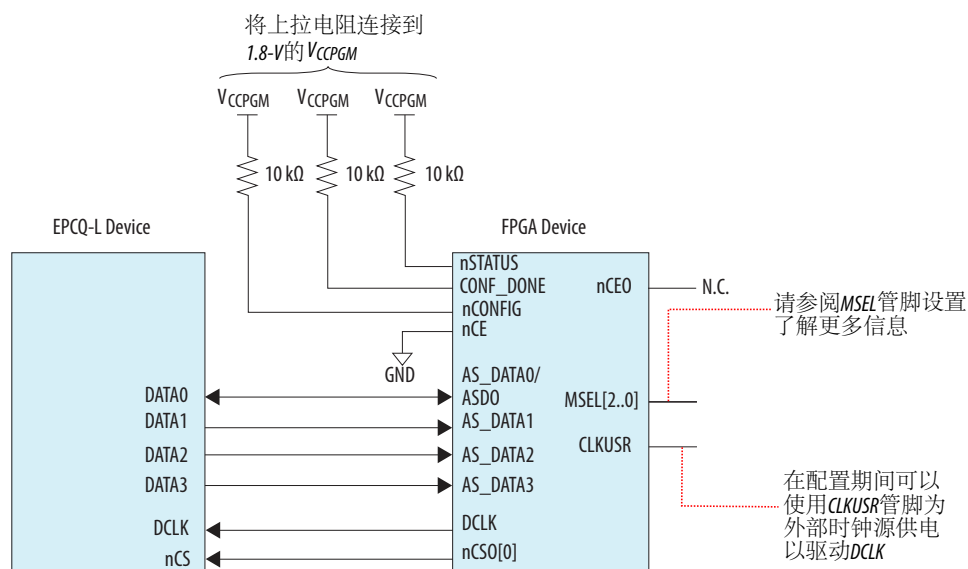 将上拉电阻连接到
1.8-V的VCCPGM
VCCPGM VCCPGM VCCPGM
10 kΩ 10 kΩ 10 kΩ
EPCQ-L Device
FPGA Device
nSTATUS
CONF_DONE
nCONFIG
nCE
nCEO
N.C.
GND
请参阅MSEL管脚设置
了解更多信息
DATA0
DATA1
DATA2
DATA3
DCLK
nCS
AS_DATA0/
ASDO
AS_DATA1
AS_DATA2
AS_DATA3
DCLK
nCSO[0]
MSEL[2..0]
CLKUSR
在配置期间可以
使用CLKUSR管脚为
外部时钟源供电
以驱动DCLK